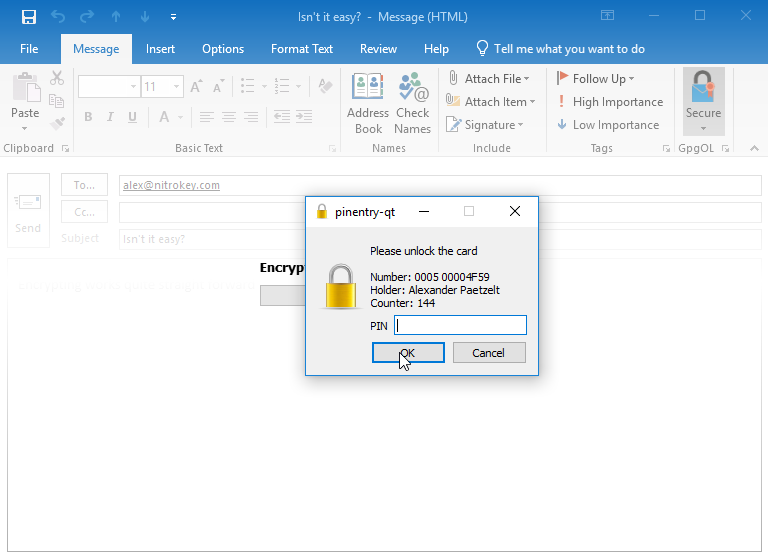 Isn't it easy? - Message (HTML)
File Message Insert Options Format Text Review Help Tell me what you want to do
Paste
11
A A
B I U A
Address Book
Check Names
Attach File
Attach Item
Signature
Follow Up
High Importance
Low Importance
Secure
Clipboard Basic Text Names Include Tags GpgOL
Send
To... alex@nitrokey.com
Cc...
Subject Isn't it easy?
Encryp
pinentry-qt
Please unlock the card
Number: 0005 00004F59
Holder: Alexander Paetzelt
Counter: 144
PIN
OK Cancel